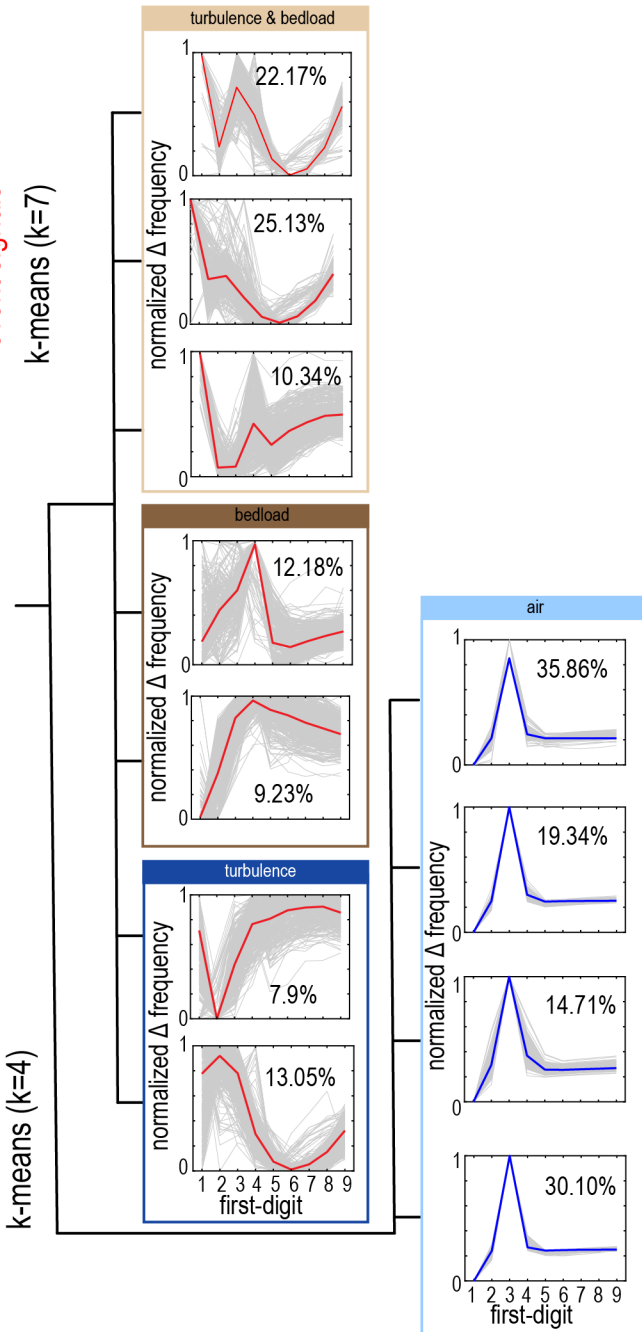 turbulence & bedload
k-means (k=7)
normalized Δ frequency
1
22.17%
0
1
25.13%
0
1
10.34%
0
bedload
normalized Δ frequency
1
12.18%
0
1
9.23%
0
turbulence
normalized Δ frequency
1
7.9%
0
1
13.05%
0
1 2 3 4 5 6 7 8 9
first-digit
k-means (k=4)
air
normalized Δ frequency
1
35.86%
0
1
19.34%
0
1
14.71%
0
1
30.10%
0
1 2 3 4 5 6 7 8 9
first-digit